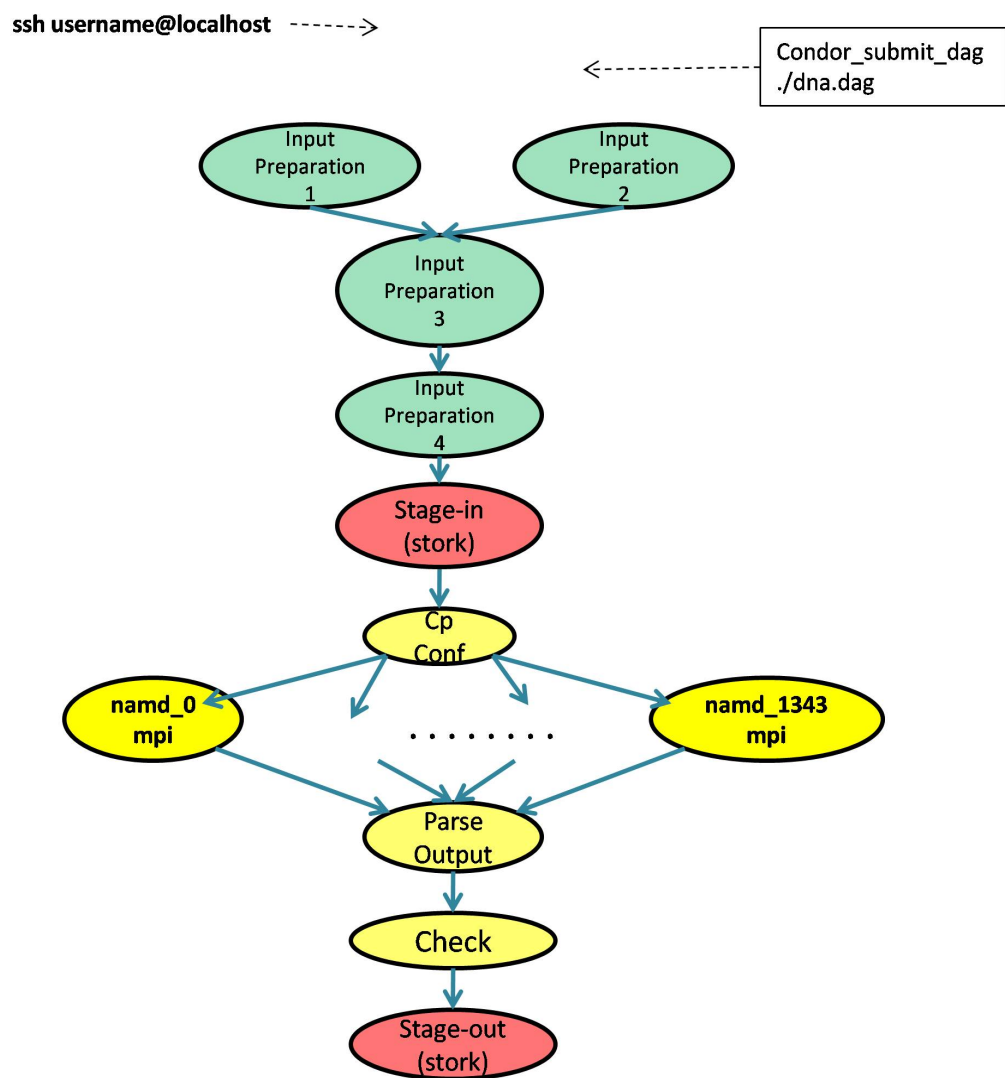 ssh username@localhost
Condor_submit_dag
./dna.dag
Input
Preparation
1
Input
Preparation
2
Input
Preparation
3
Input
Preparation
4
Stage-in
(stork)
Cp
Conf
namd_0
mpi
. . . . . . . .
namd_1343
mpi
Parse
Output
Check
Stage-out
(stork)